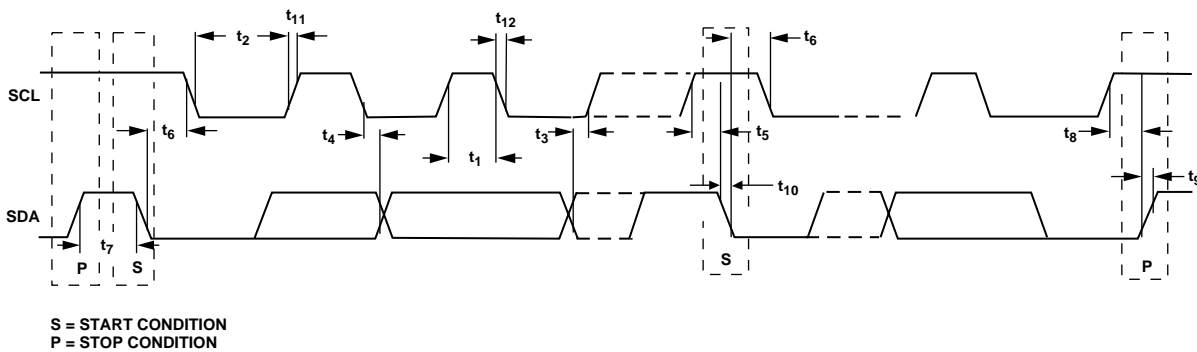 t11
t12
t2
t6
SCL
t6
t4
t3
t5
t8
t1
t9
t10
SDA
t7
P
S
S
P
S = START CONDITION
P = STOP CONDITION